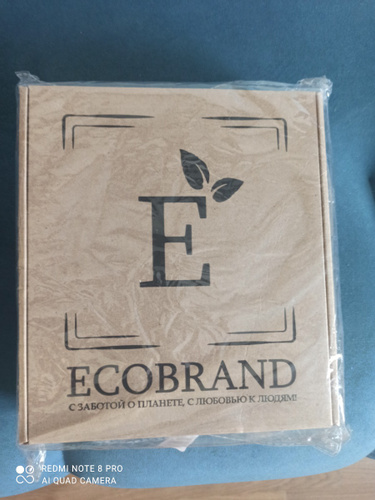 E
ECOBRAND
С ЗАБОТОЙ О ПЛАНЕТЕ, С ЛЮБОВЬЮ К ЛЮДЯМ!
REDMI NOTE 8 PRO
AI QUAD CAMERA